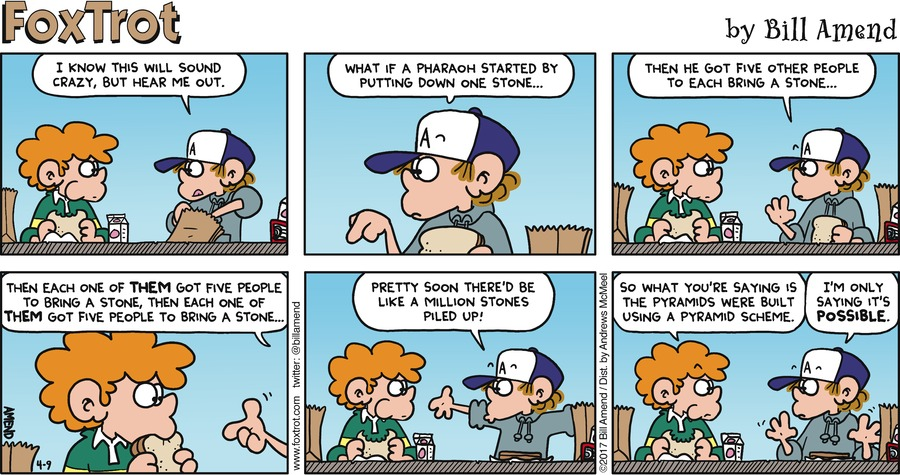 FoxTrot
by Bill Amend
I KNOW THIS WILL SOUND
CRAZY, BUT HEAR ME OUT.
A
WHAT IF A PHARAOH STARTED BY
PUTTING DOWN ONE STONE...
A
THEN HE GOT FIVE OTHER PEOPLE
TO EACH BRING A STONE...
A
THEN EACH ONE OF THEM GOT FIVE PEOPLE
TO BRING A STONE, THEN EACH ONE OF
THEM GOT FIVE PEOPLE TO BRING A STONE...
AMEND
4-9
www.foxtrot.com twitter: @billamend
PRETTY SOON THERE'D BE
LIKE A MILLION STONES
PILED UP!
A
©2017 Bill Amend / Dist. by Andrews McMeel
SO WHAT YOU'RE SAYING IS
THE PYRAMIDS WERE BUILT
USING A PYRAMID SCHEME.
I'M ONLY
SAYING IT'S
POSSIBLE.
A